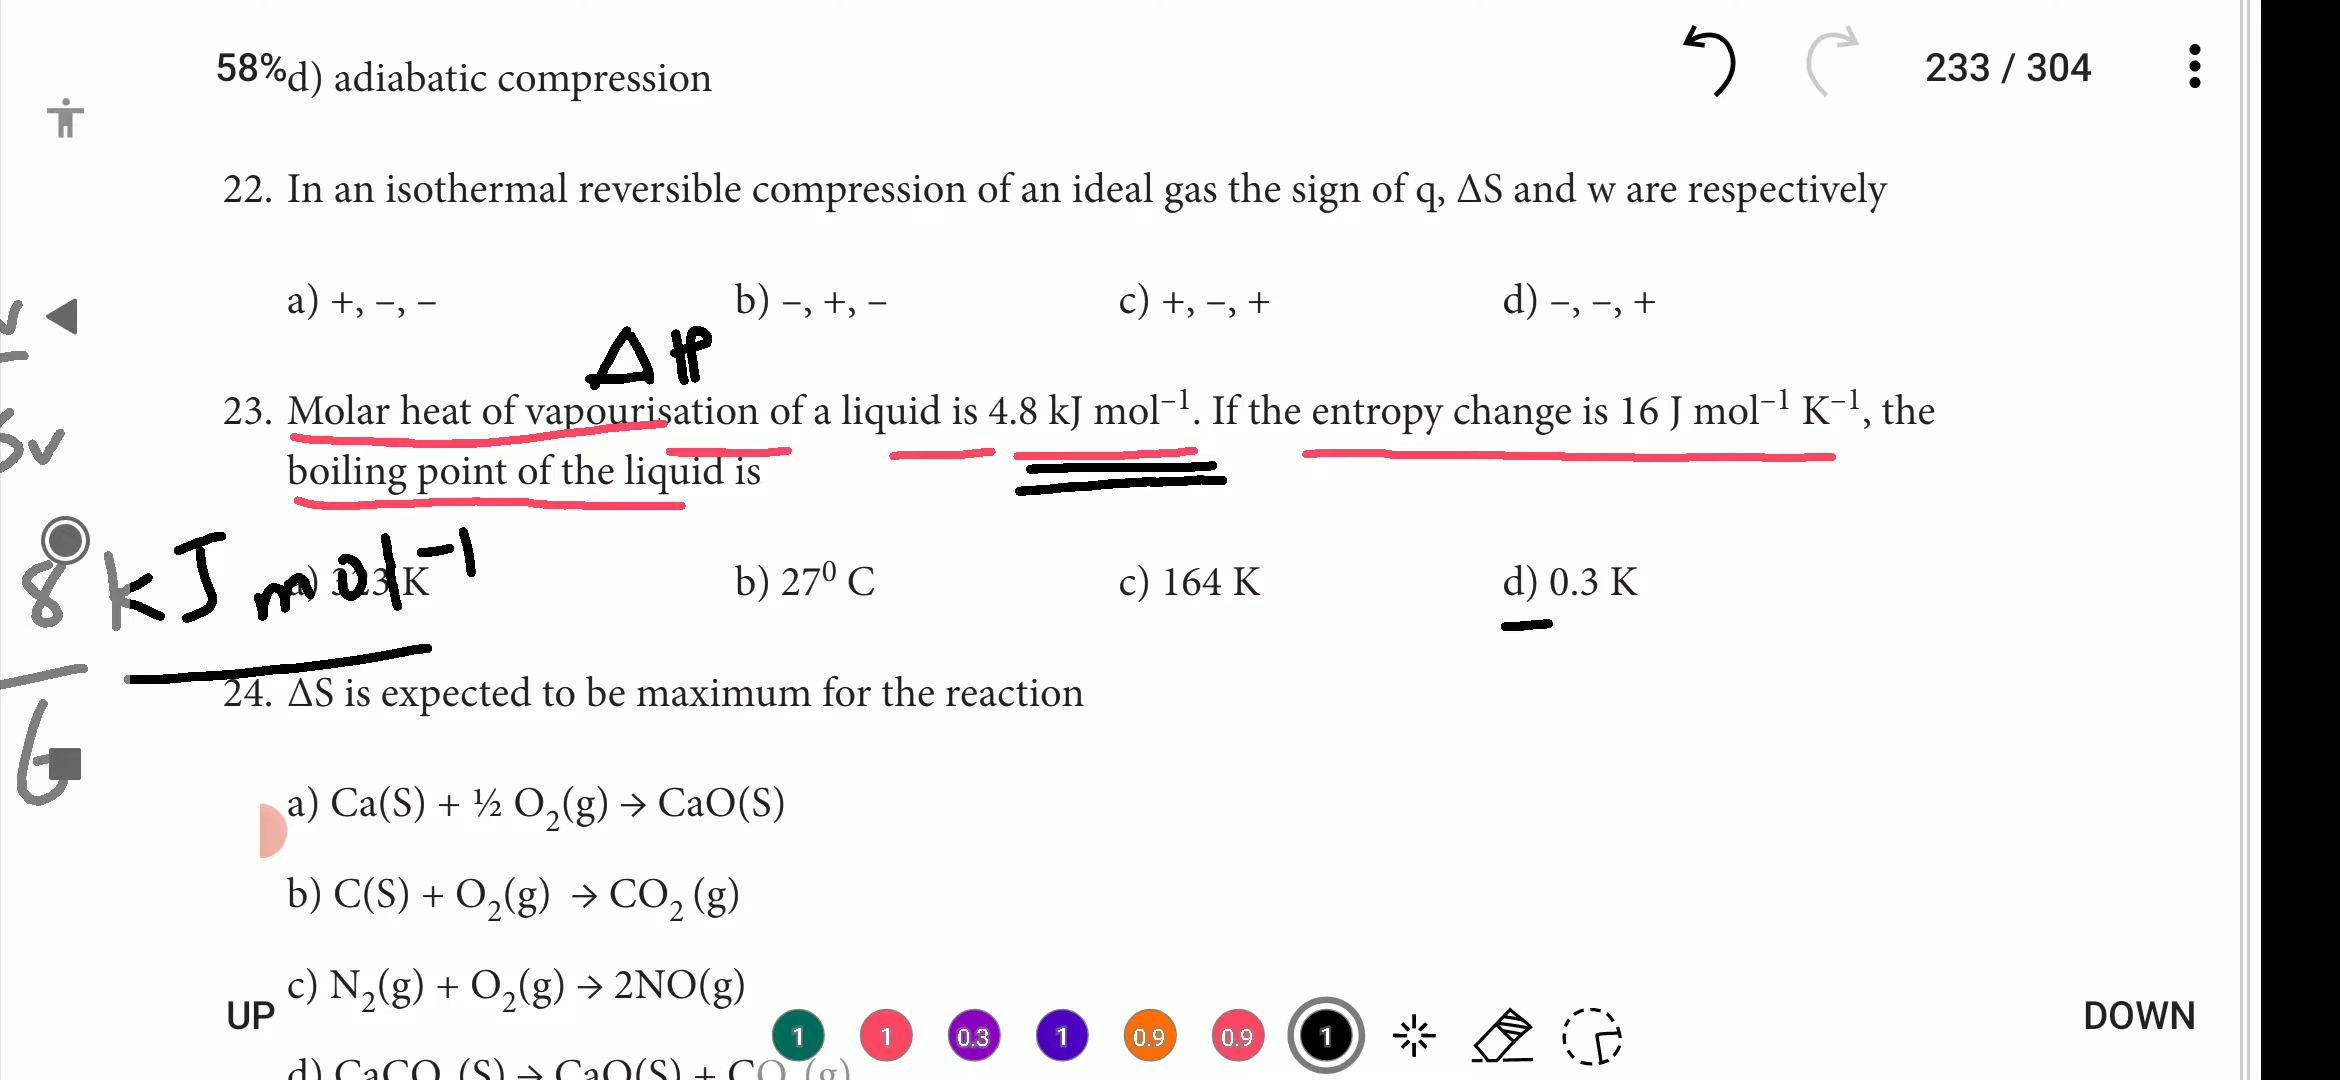 58% d) adiabatic compression
233 / 304
22. In an isothermal reversible compression of an ideal gas the sign of q, ΔS and w are respectively
a) +, –, – b) –, +, – c) +, –, + d) –, –, +
ΔH
23. Molar heat of vapourisation of a liquid is 4.8 kJ mol⁻¹. If the entropy change is 16 J mol⁻¹ K⁻¹, the
boiling point of the liquid is
8 kJ mol⁻¹
a) 323 K b) 27⁰ C c) 164 K d) 0.3 K
6
24. ΔS is expected to be maximum for the reaction
a) Ca(S) + ½ O₂(g) → CaO(S)
b) C(S) + O₂(g) → CO₂ (g)
c) N₂(g) + O₂(g) → 2NO(g)
UP DOWN
1 1 0.3 1 0.9 0.9 1
d) CaCO (S) → CaO(S) + CO (g)